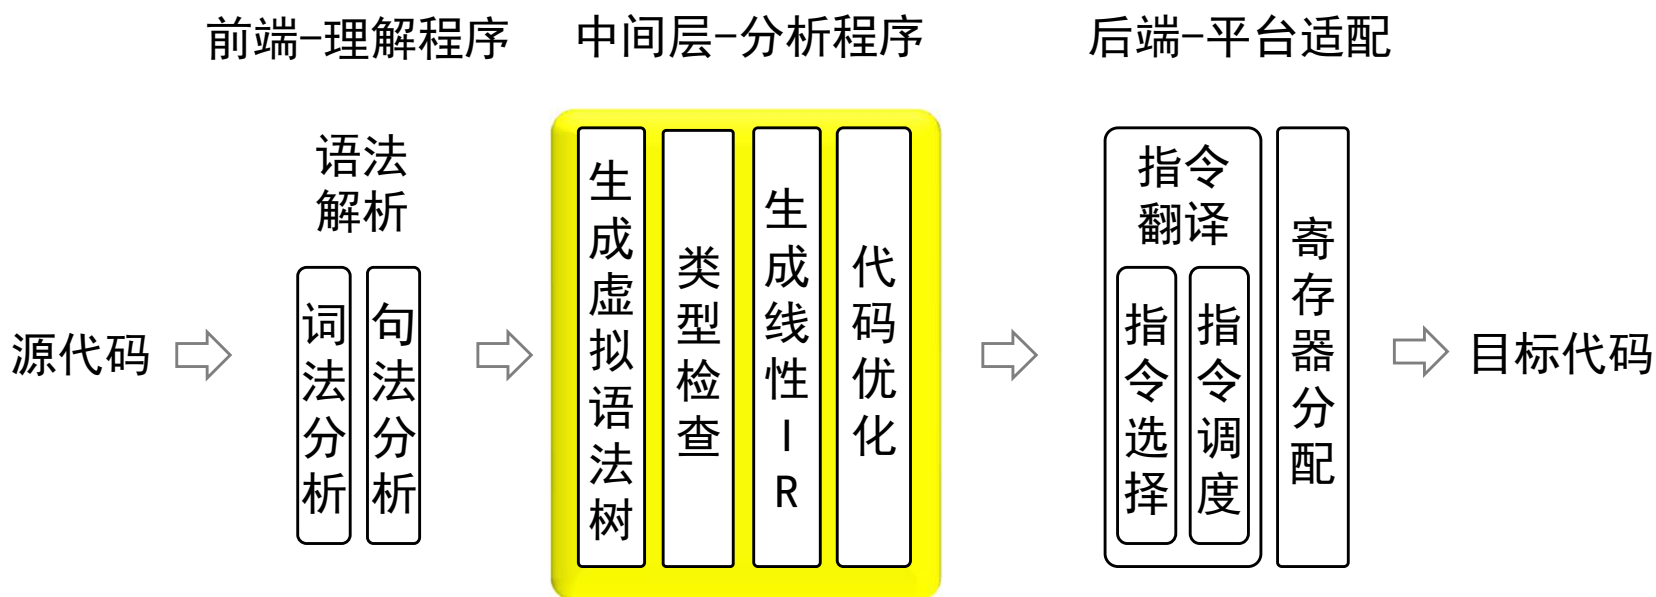 前端-理解程序
中间层-分析程序
后端-平台适配
源代码
语法
解析
词法分析
句法分析
生成虚拟语法树
类型检查
生成线性IR
代码优化
指令
翻译
指令选择
指令调度
寄存器分配
目标代码